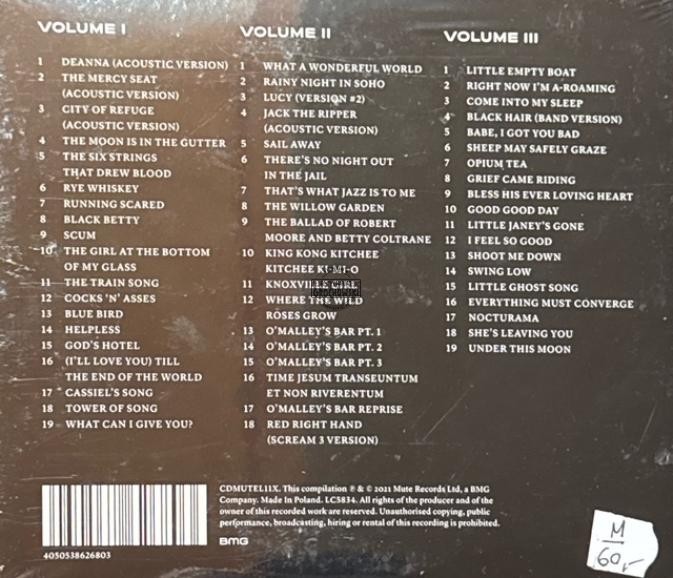 VOLUME I
1 DEANNA (ACOUSTIC VERSION)
2 THE MERCY SEAT
(ACOUSTIC VERSION)
3 CITY OF REFUGE
(ACOUSTIC VERSION)
4 THE MOON IS IN THE GUTTER
5 THE SIX STRINGS
THAT DREW BLOOD
6 RYE WHISKEY
7 RUNNING SCARED
8 BLACK BETTY
9 SCUM
10 THE GIRL AT THE BOTTOM
OF MY GLASS
11 THE TRAIN SONG
12 COCKS 'N' ASSES
13 BLUE BIRD
14 HELPLESS
15 GOD'S HOTEL
16 (I'LL LOVE YOU) TILL
THE END OF THE WORLD
17 CASSIEL'S SONG
18 TOWER OF SONG
19 WHAT CAN I GIVE YOU?
VOLUME II
1 WHAT A WONDERFUL WORLD
2 RAINY NIGHT IN SOHO
3 LUCY (VERSION #2)
4 JACK THE RIPPER
(ACOUSTIC VERSION)
5 SAIL AWAY
6 THERE'S NO NIGHT OUT
IN THE JAIL
7 THAT'S WHAT JAZZ IS TO ME
8 THE WILLOW GARDEN
9 THE BALLAD OF ROBERT
MOORE AND BETTY COLTRANE
10 KING KONG KITCHEE
KITCHEE KI-MI-O
11 KNOXVILLE GIRL
12 WHERE THE WILD
ROSES GROW
13 O'MALLEY'S BAR PT. 1
14 O'MALLEY'S BAR PT. 2
15 O'MALLEY'S BAR PT. 3
16 TIME JESUM TRANSEUNTUM
ET NON RIVERENTUM
17 O'MALLEY'S BAR REPRISE
18 RED RIGHT HAND
(SCREAM 3 VERSION)
VOLUME III
1 LITTLE EMPTY BOAT
2 RIGHT NOW I'M A-ROAMING
3 COME INTO MY SLEEP
4 BLACK HAIR (BAND VERSION)
5 BABE, I GOT YOU BAD
6 SHEEP MAY SAFELY GRAZE
7 OPIUM TEA
8 GRIEF CAME RIDING
9 BLESS HIS EVER LOVING HEART
10 GOOD GOOD DAY
11 LITTLE JANEY'S GONE
12 I FEEL SO GOOD
13 SHOOT ME DOWN
14 SWING LOW
15 LITTLE GHOST SONG
16 EVERYTHING MUST CONVERGE
17 NOCTURAMA
18 SHE'S LEAVING YOU
19 UNDER THIS MOON
4050538626803
CDMUTEL11X. This compilation ℗ & © 2021 Mute Records Ltd, a BMG
Company. Made In Poland. LC5834. All rights of the producer and of the
owner of this recorded work are reserved. Unauthorised copying, public
performance, broadcasting, hiring or rental of this recording is prohibited.
BMG
M
60,-